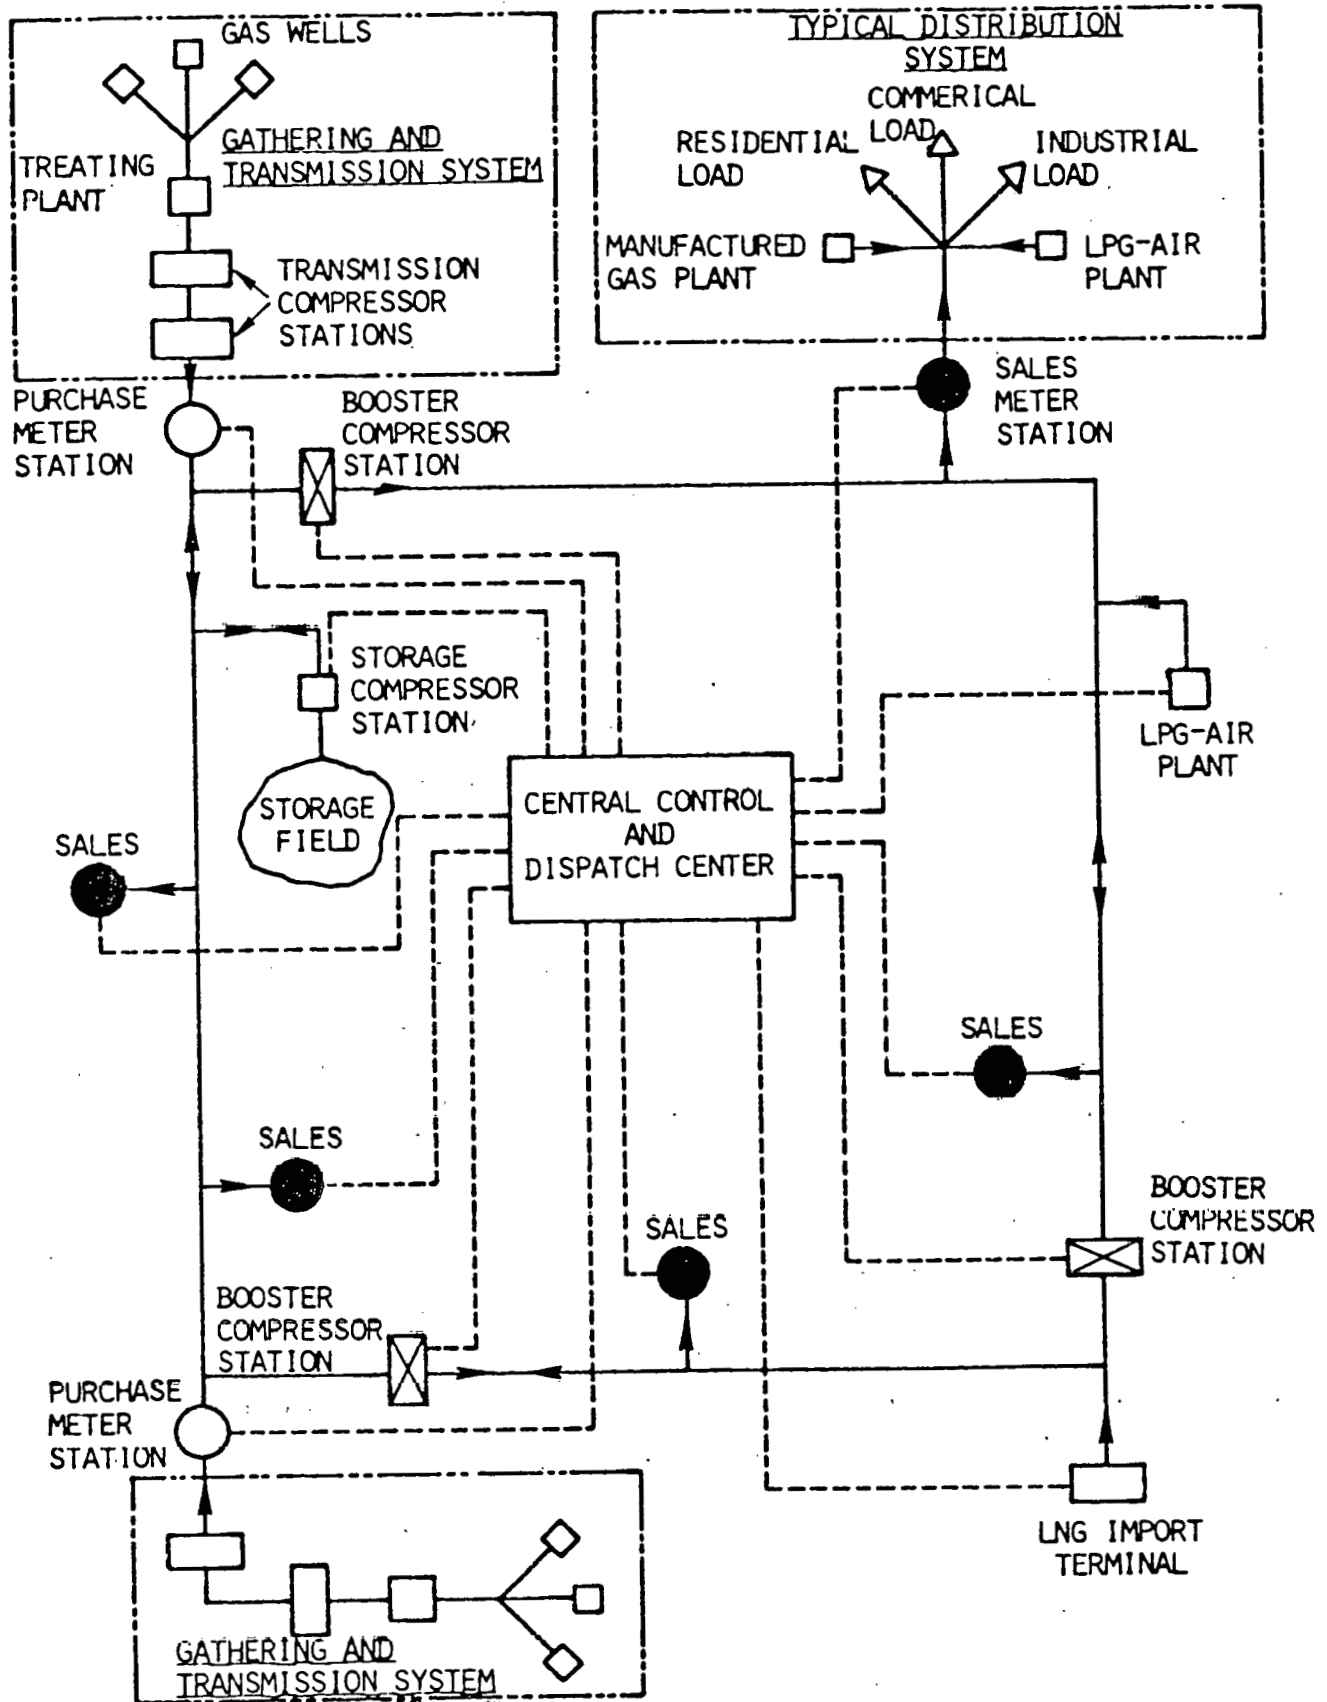 GAS WELLS
GATHERING AND
TRANSMISSION SYSTEM
TREATING
PLANT
TRANSMISSION
COMPRESSOR
STATIONS
TYPICAL DISTRIBUTION
SYSTEM
COMMERICAL
LOAD
RESIDENTIAL
LOAD
INDUSTRIAL
LOAD
MANUFACTURED
GAS PLANT
LPG-AIR
PLANT
PURCHASE
METER
STATION
BOOSTER
COMPRESSOR
STATION
SALES
METER
STATION
STORAGE
COMPRESSOR
STATION
STORAGE
FIELD
LPG-AIR
PLANT
CENTRAL CONTROL
AND
DISPATCH CENTER
SALES
SALES
SALES
SALES
BOOSTER
COMPRESSOR
STATION
BOOSTER
COMPRESSOR
STATION
PURCHASE
METER
STATION
LNG IMPORT
TERMINAL
GATHERING AND
TRANSMISSION SYSTEM